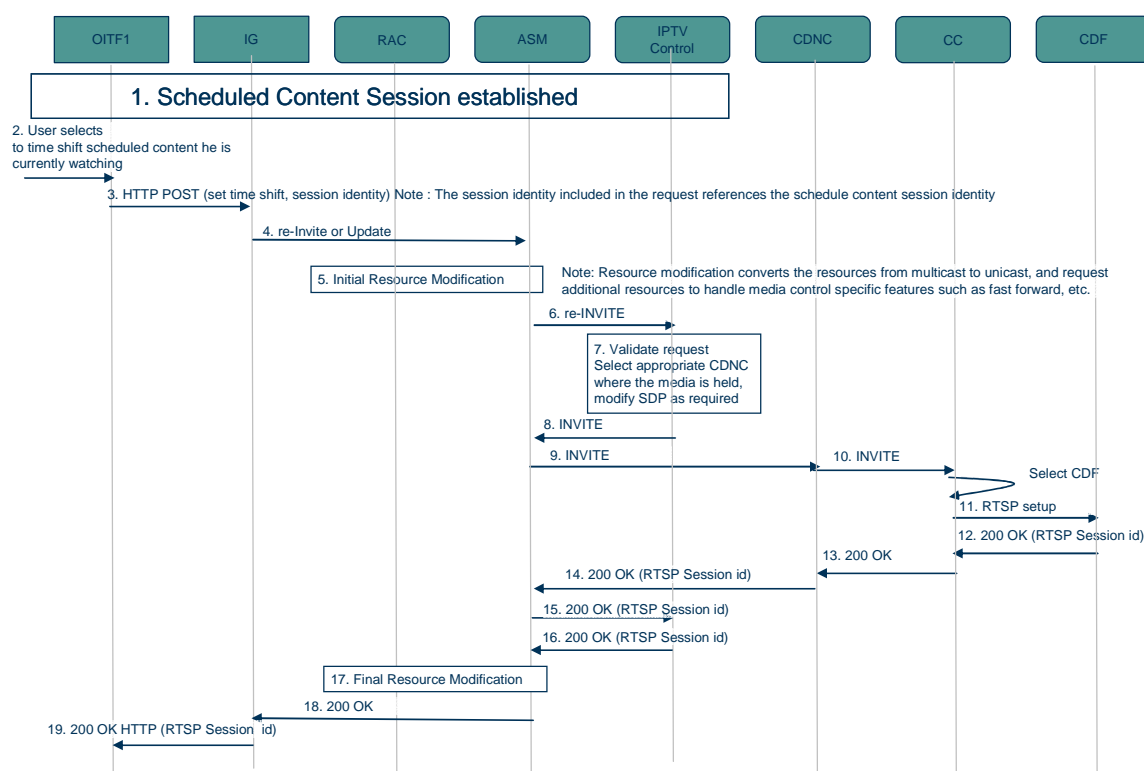 OITF1
IG
RAC
ASM
IPTV
Control
CDNC
CC
CDF
1. Scheduled Content Session established
2. User selects
to time shift scheduled content he is
currently watching
3. HTTP POST (set time shift, session identity) Note : The session identity included in the request references the schedule content session identity
4. re-Invite or Update
5. Initial Resource Modification
Note: Resource modification converts the resources from multicast to unicast, and request
additional resources to handle media control specific features such as fast forward, etc.
6. re-INVITE
7. Validate request
Select appropriate CDNC
where the media is held,
modify SDP as required
8. INVITE
9. INVITE
10. INVITE
Select CDF
11. RTSP setup
12. 200 OK (RTSP Session id)
13. 200 OK
14. 200 OK (RTSP Session id)
15. 200 OK (RTSP Session id)
16. 200 OK (RTSP Session id)
17. Final Resource Modification
18. 200 OK
19. 200 OK HTTP (RTSP Session id)